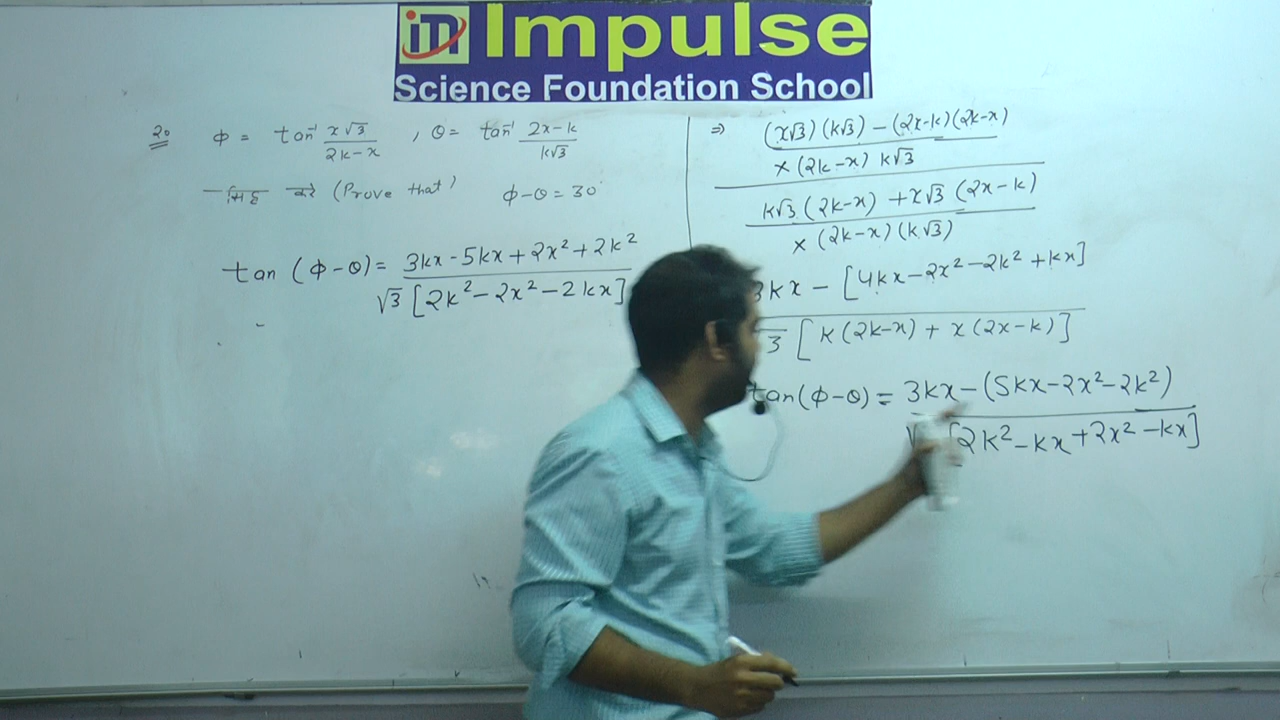 Impulse
Science Foundation School
20 ϕ = tan⁻¹ x√3 / 2k-x , θ = tan⁻¹ 2x-k / k√3
सिद्ध करे (Prove that) ϕ-θ = 30°
tan (ϕ-θ) = 3kx - 5kx + 2x² + 2k² / √3 [2k² - 2x² - 2kx]
⇒ (x√3)(k√3) - (2x-k)(2k-x)
× (2k-x) k√3
k√3 (2k-x) + x√3 (2x-k)
× (2k-x)(k√3)
3kx - [4kx - 2x² - 2k² + kx]
3 [k(2k-x) + x(2x-k)]
tan(ϕ-θ) = 3kx - (5kx - 2x² - 2k²)
[2k² - kx + 2x² - kx]